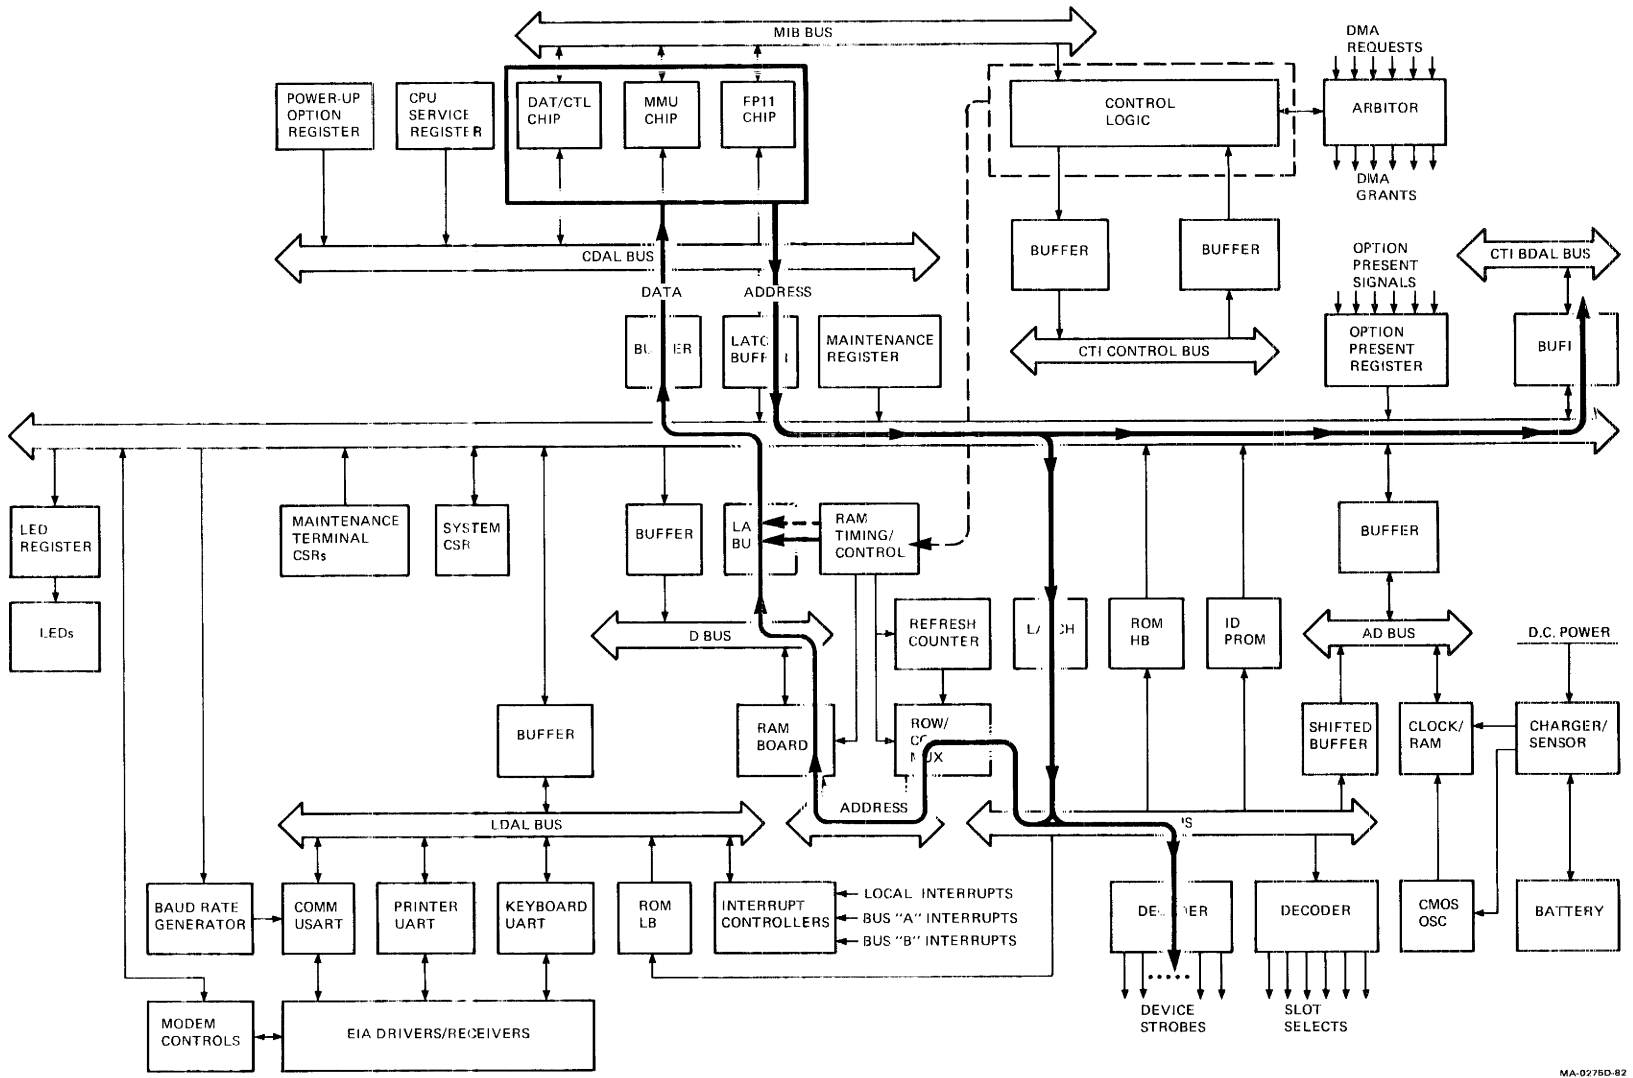 MIB BUS
DMA
REQUESTS
POWER-UP
OPTION
REGISTER
CPU
SERVICE
REGISTER
DAT/CTL
CHIP
MMU
CHIP
FP11
CHIP
CONTROL
LOGIC
ARBITOR
DMA
GRANTS
BUFFER
BUFFER
CDAL BUS
OPTION
PRESENT
SIGNALS
CTI BDAL BUS
DATA
ADDRESS
MAINTENANCE
REGISTER
CTI CONTROL BUS
OPTION
PRESENT
REGISTER
LED
REGISTER
MAINTENANCE
TERMINAL
CSRs
SYSTEM
CSR
BUFFER
RAM
TIMING/
CONTROL
BUFFER
LEDs
D BUS
REFRESH
COUNTER
ROM
HB
ID
PROM
AD BUS
D.C. POWER
BUFFER
RAM
BOARD
ROW/
SHIFTED
BUFFER
CLOCK/
RAM
CHARGER/
SENSOR
LDAL BUS
ADDRESS
BAUD RATE
GENERATOR
COMM
USART
PRINTER
UART
KEYBOARD
UART
ROM
LB
INTERRUPT
CONTROLLERS
LOCAL INTERRUPTS
BUS "A" INTERRUPTS
BUS "B" INTERRUPTS
DECODER
CMOS
OSC
BATTERY
MODEM
CONTROLS
EIA DRIVERS/RECEIVERS
DEVICE
STROBES
SLOT
SELECTS
MA-0275D-82